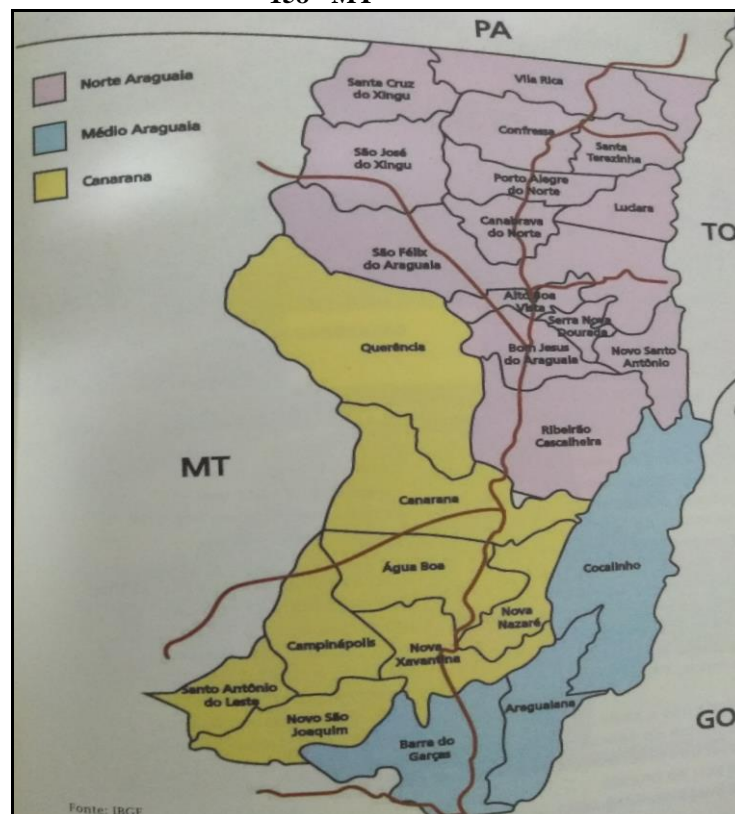 158 - MT
PA
Norte Araguaia
Médio Araguaia
Canarana
Santa Cruz
do Xingu
Vila Rica
Confresa
Santa
Terezinha
São José
do Xingu
Porto Alegre
do Norte
Luciara
Canabrava
do Norte
TO
São Félix
do Araguaia
Alto Boa
Vista
Serra Nova
Dourada
Bom Jesus
do Araguaia
Novo Santo
Antônio
Querência
Ribeirão
Cascalheira
MT
Canarana
Água Boa
Cocalinho
Nova
Nazaré
Campinápolis
Nova
Xavantina
Santo Antônio
do Leste
Araguaiana
Novo São
Joaquim
GO
Barra do
Garças
Fonte: IBGE